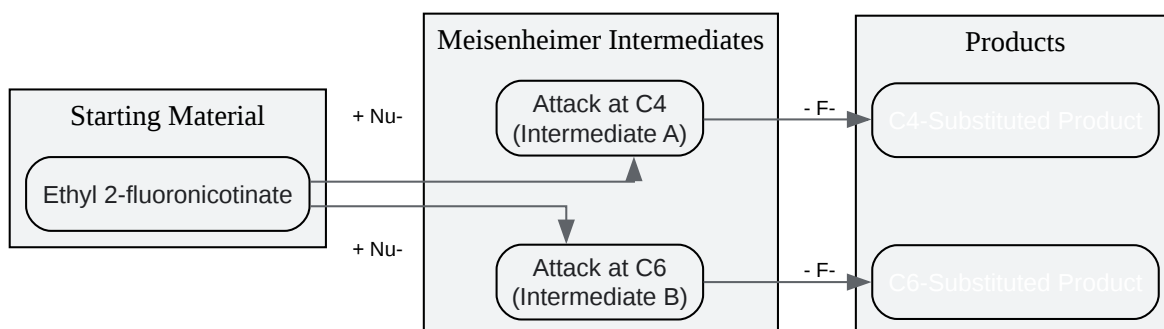 Starting Material
Ethyl 2-fluoronicotinate
+ Nu-
+ Nu-
Meisenheimer Intermediates
Attack at C4
(Intermediate A)
Attack at C6
(Intermediate B)
- F-
- F-
Products
C4-Substituted Product
C6-Substituted Product